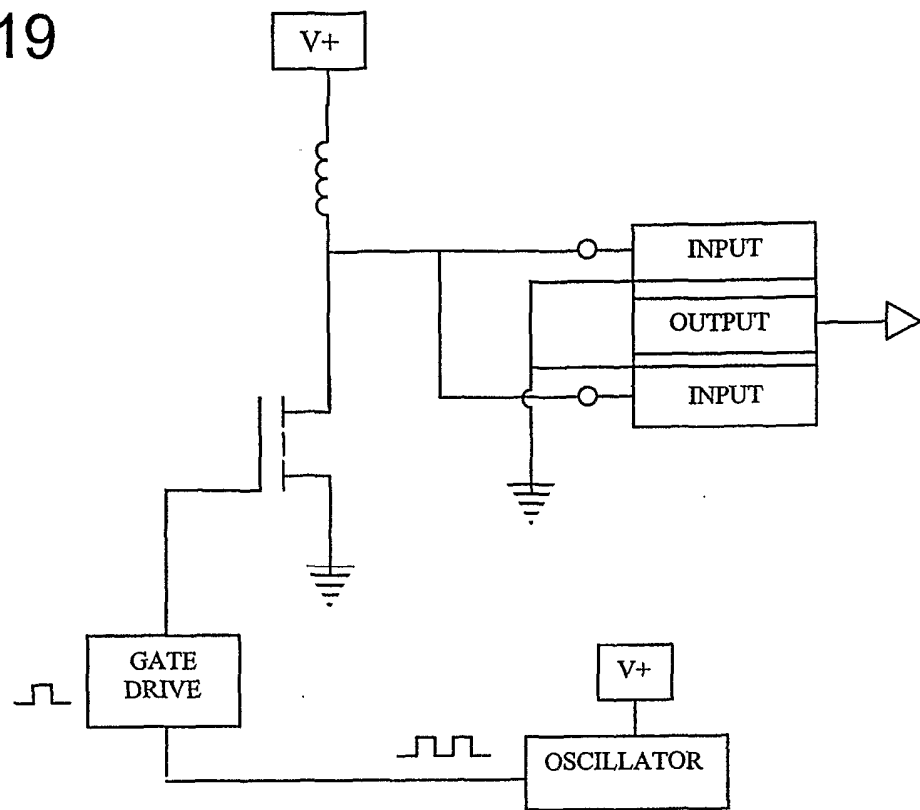 19
V+
INPUT
OUTPUT
INPUT
GATE
DRIVE
V+
OSCILLATOR